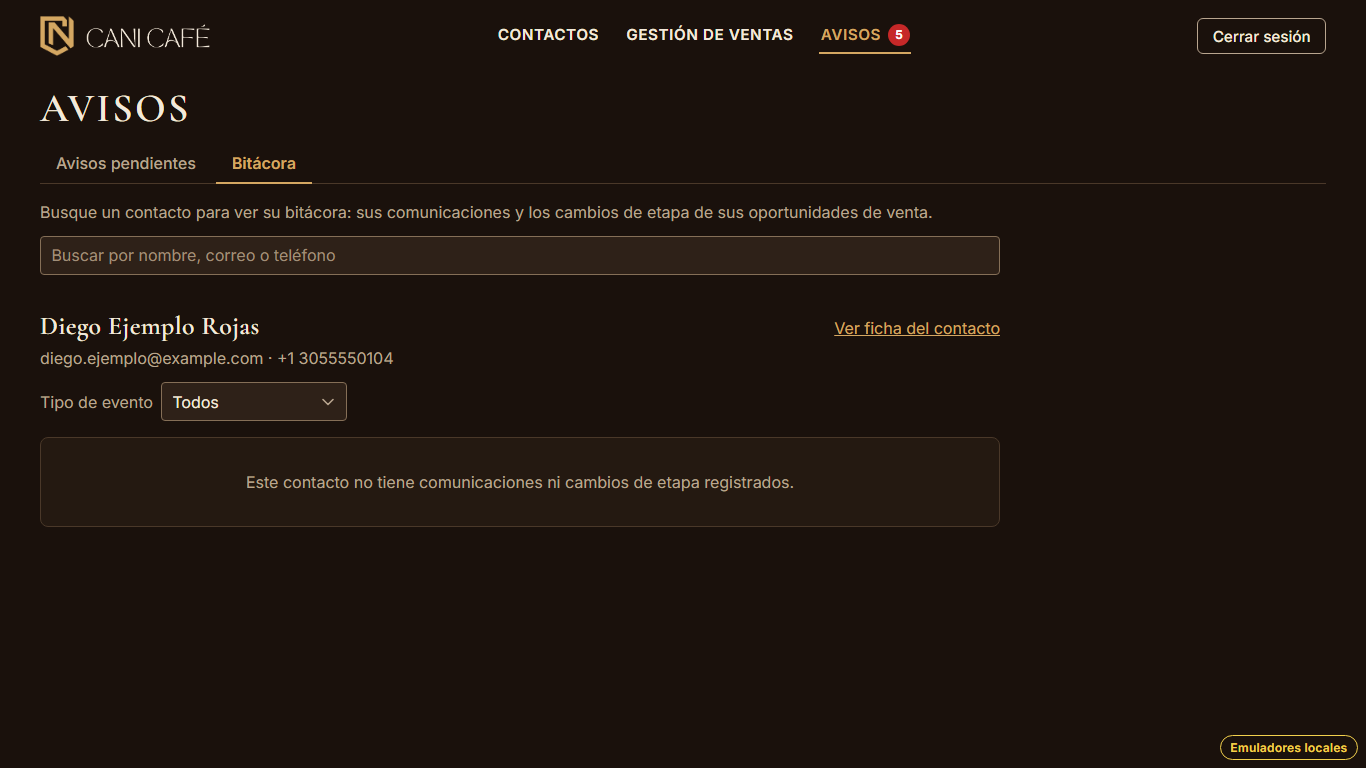 CANI CAFÉ
CONTACTOS GESTIÓN DE VENTAS AVISOS 5
Cerrar sesión
AVISOS
Avisos pendientes Bitácora
Busque un contacto para ver su bitácora: sus comunicaciones y los cambios de etapa de sus oportunidades de venta.
Buscar por nombre, correo o teléfono
Diego Ejemplo Rojas
Ver ficha del contacto
diego.ejemplo@example.com · +1 3055550104
Tipo de evento Todos
Este contacto no tiene comunicaciones ni cambios de etapa registrados.
Emuladores locales